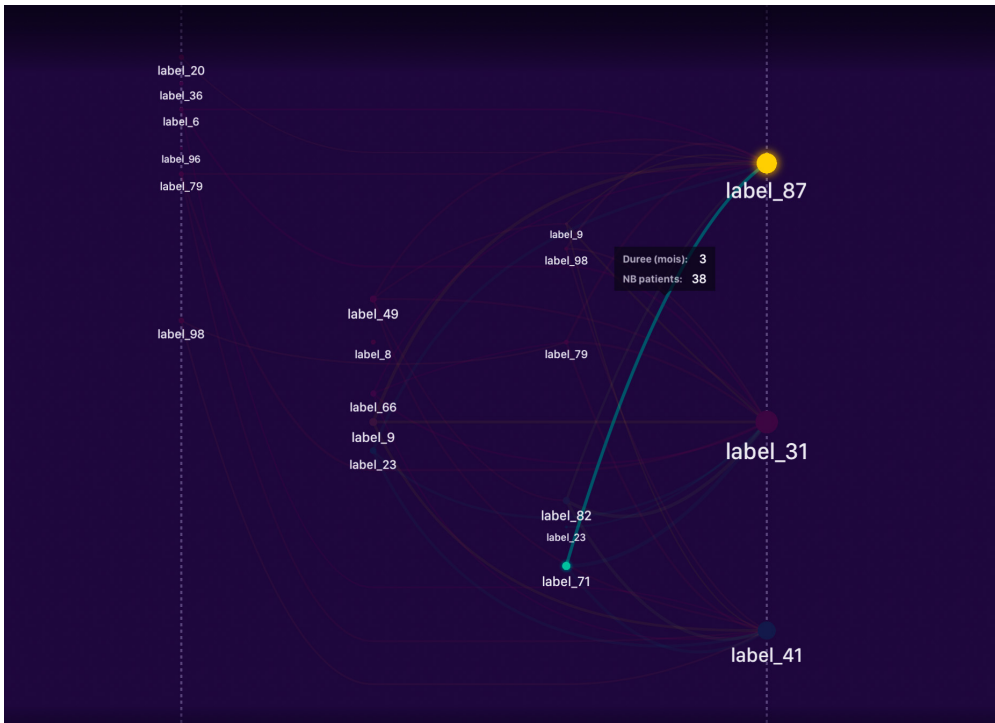 label_20
label_36
label_6
label_96
label_79
label_98
label_49
label_8
label_66
label_9
label_23
label_9
label_98
label_79
label_82
label_23
label_71
Duree (mois): 3
NB patients: 38
label_87
label_31
label_41